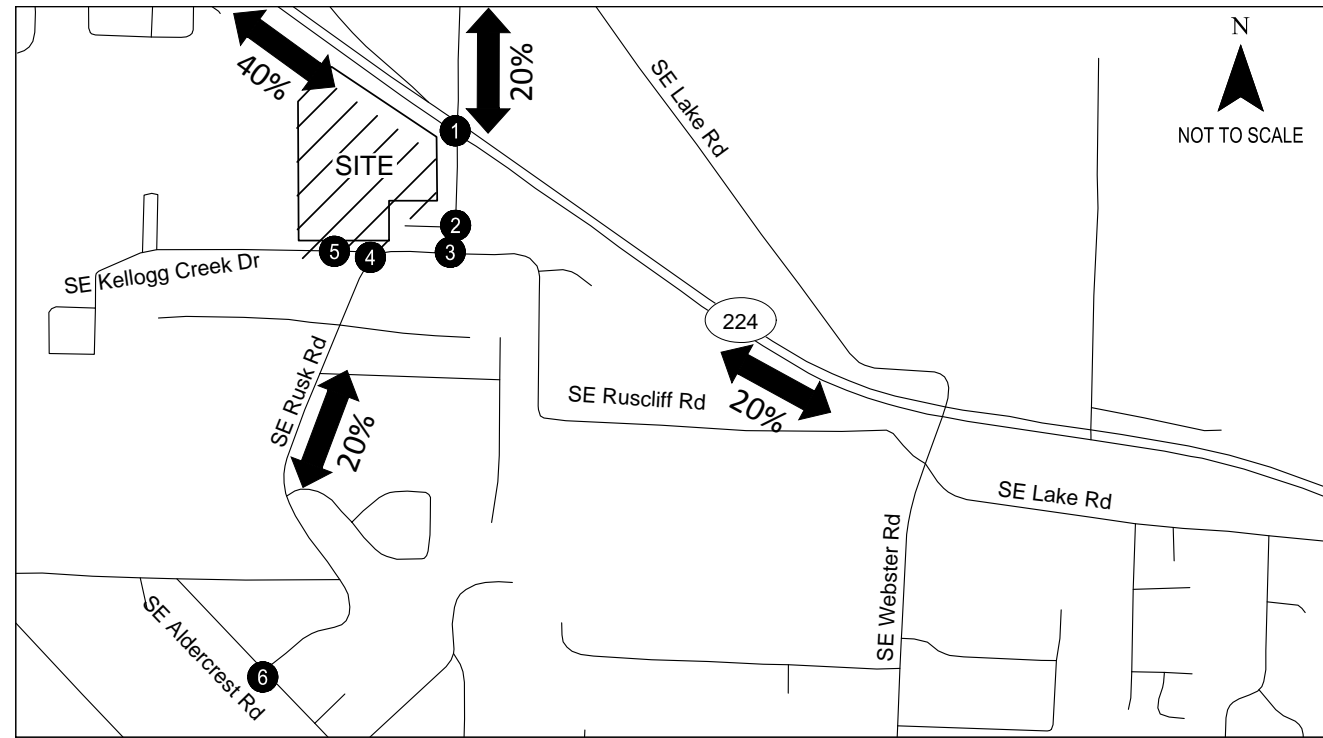 N
NOT TO SCALE
40%
20%
SE Lake Rd
1
SITE
2
5
4
3
SE Kellogg Creek Dr
224
SE Rusk Rd
20%
SE Ruscliff Rd
20%
SE Lake Rd
SE Webster Rd
SE Aldercrest Rd
6